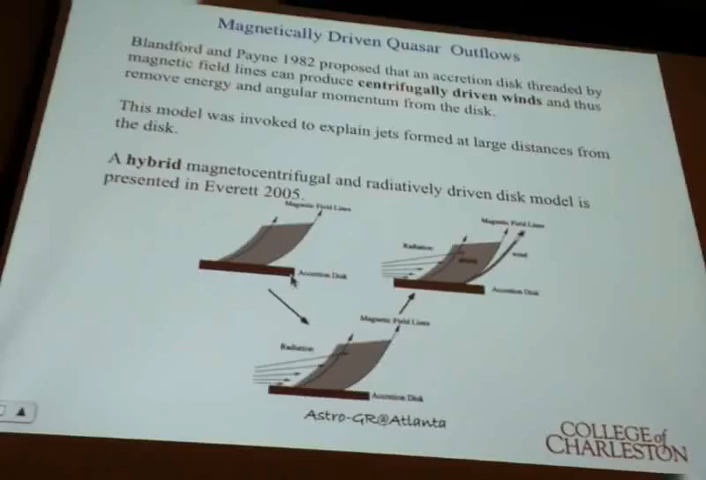 Magnetically Driven Quasar Outflows
Blandford and Payne 1982 proposed that an accretion disk threaded by
magnetic field lines can produce centrifugally driven winds and thus
remove energy and angular momentum from the disk.
This model was invoked to explain jets formed at large distances from
the disk.
A hybrid magnetocentrifugal and radiatively driven disk model is
presented in Everett 2005.
Magnetic Field Lines
Accretion Disk
Magnetic Field Lines
Radiation
wind
Accretion Disk
Magnetic Field Lines
Radiation
Accretion Disk
Astro-GR@Atlanta
COLLEGE of
CHARLESTON